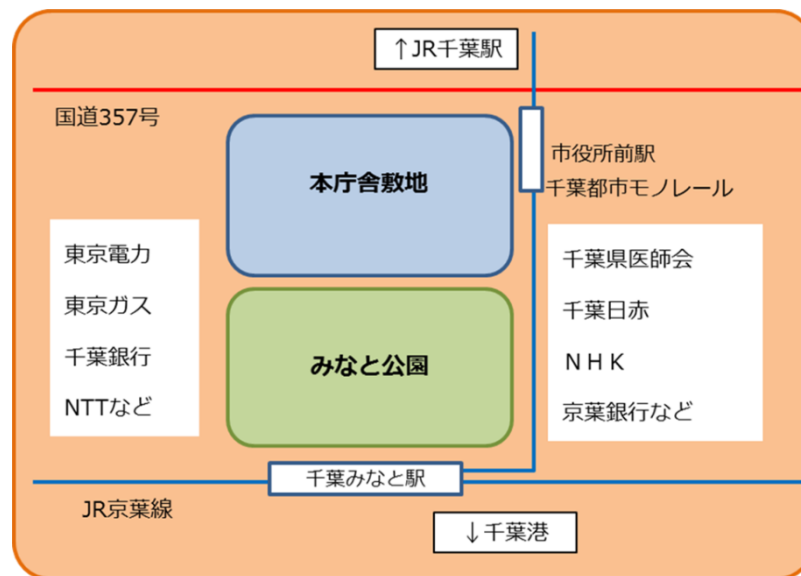 ↑JR千葉駅
国道357号
市役所前駅
千葉都市モノレール
本庁舎敷地
東京電力
東京ガス
千葉銀行
NTTなど
千葉県医師会
千葉日赤
ＮＨＫ
京葉銀行など
みなと公園
千葉みなと駅
JR京葉線
↓千葉港